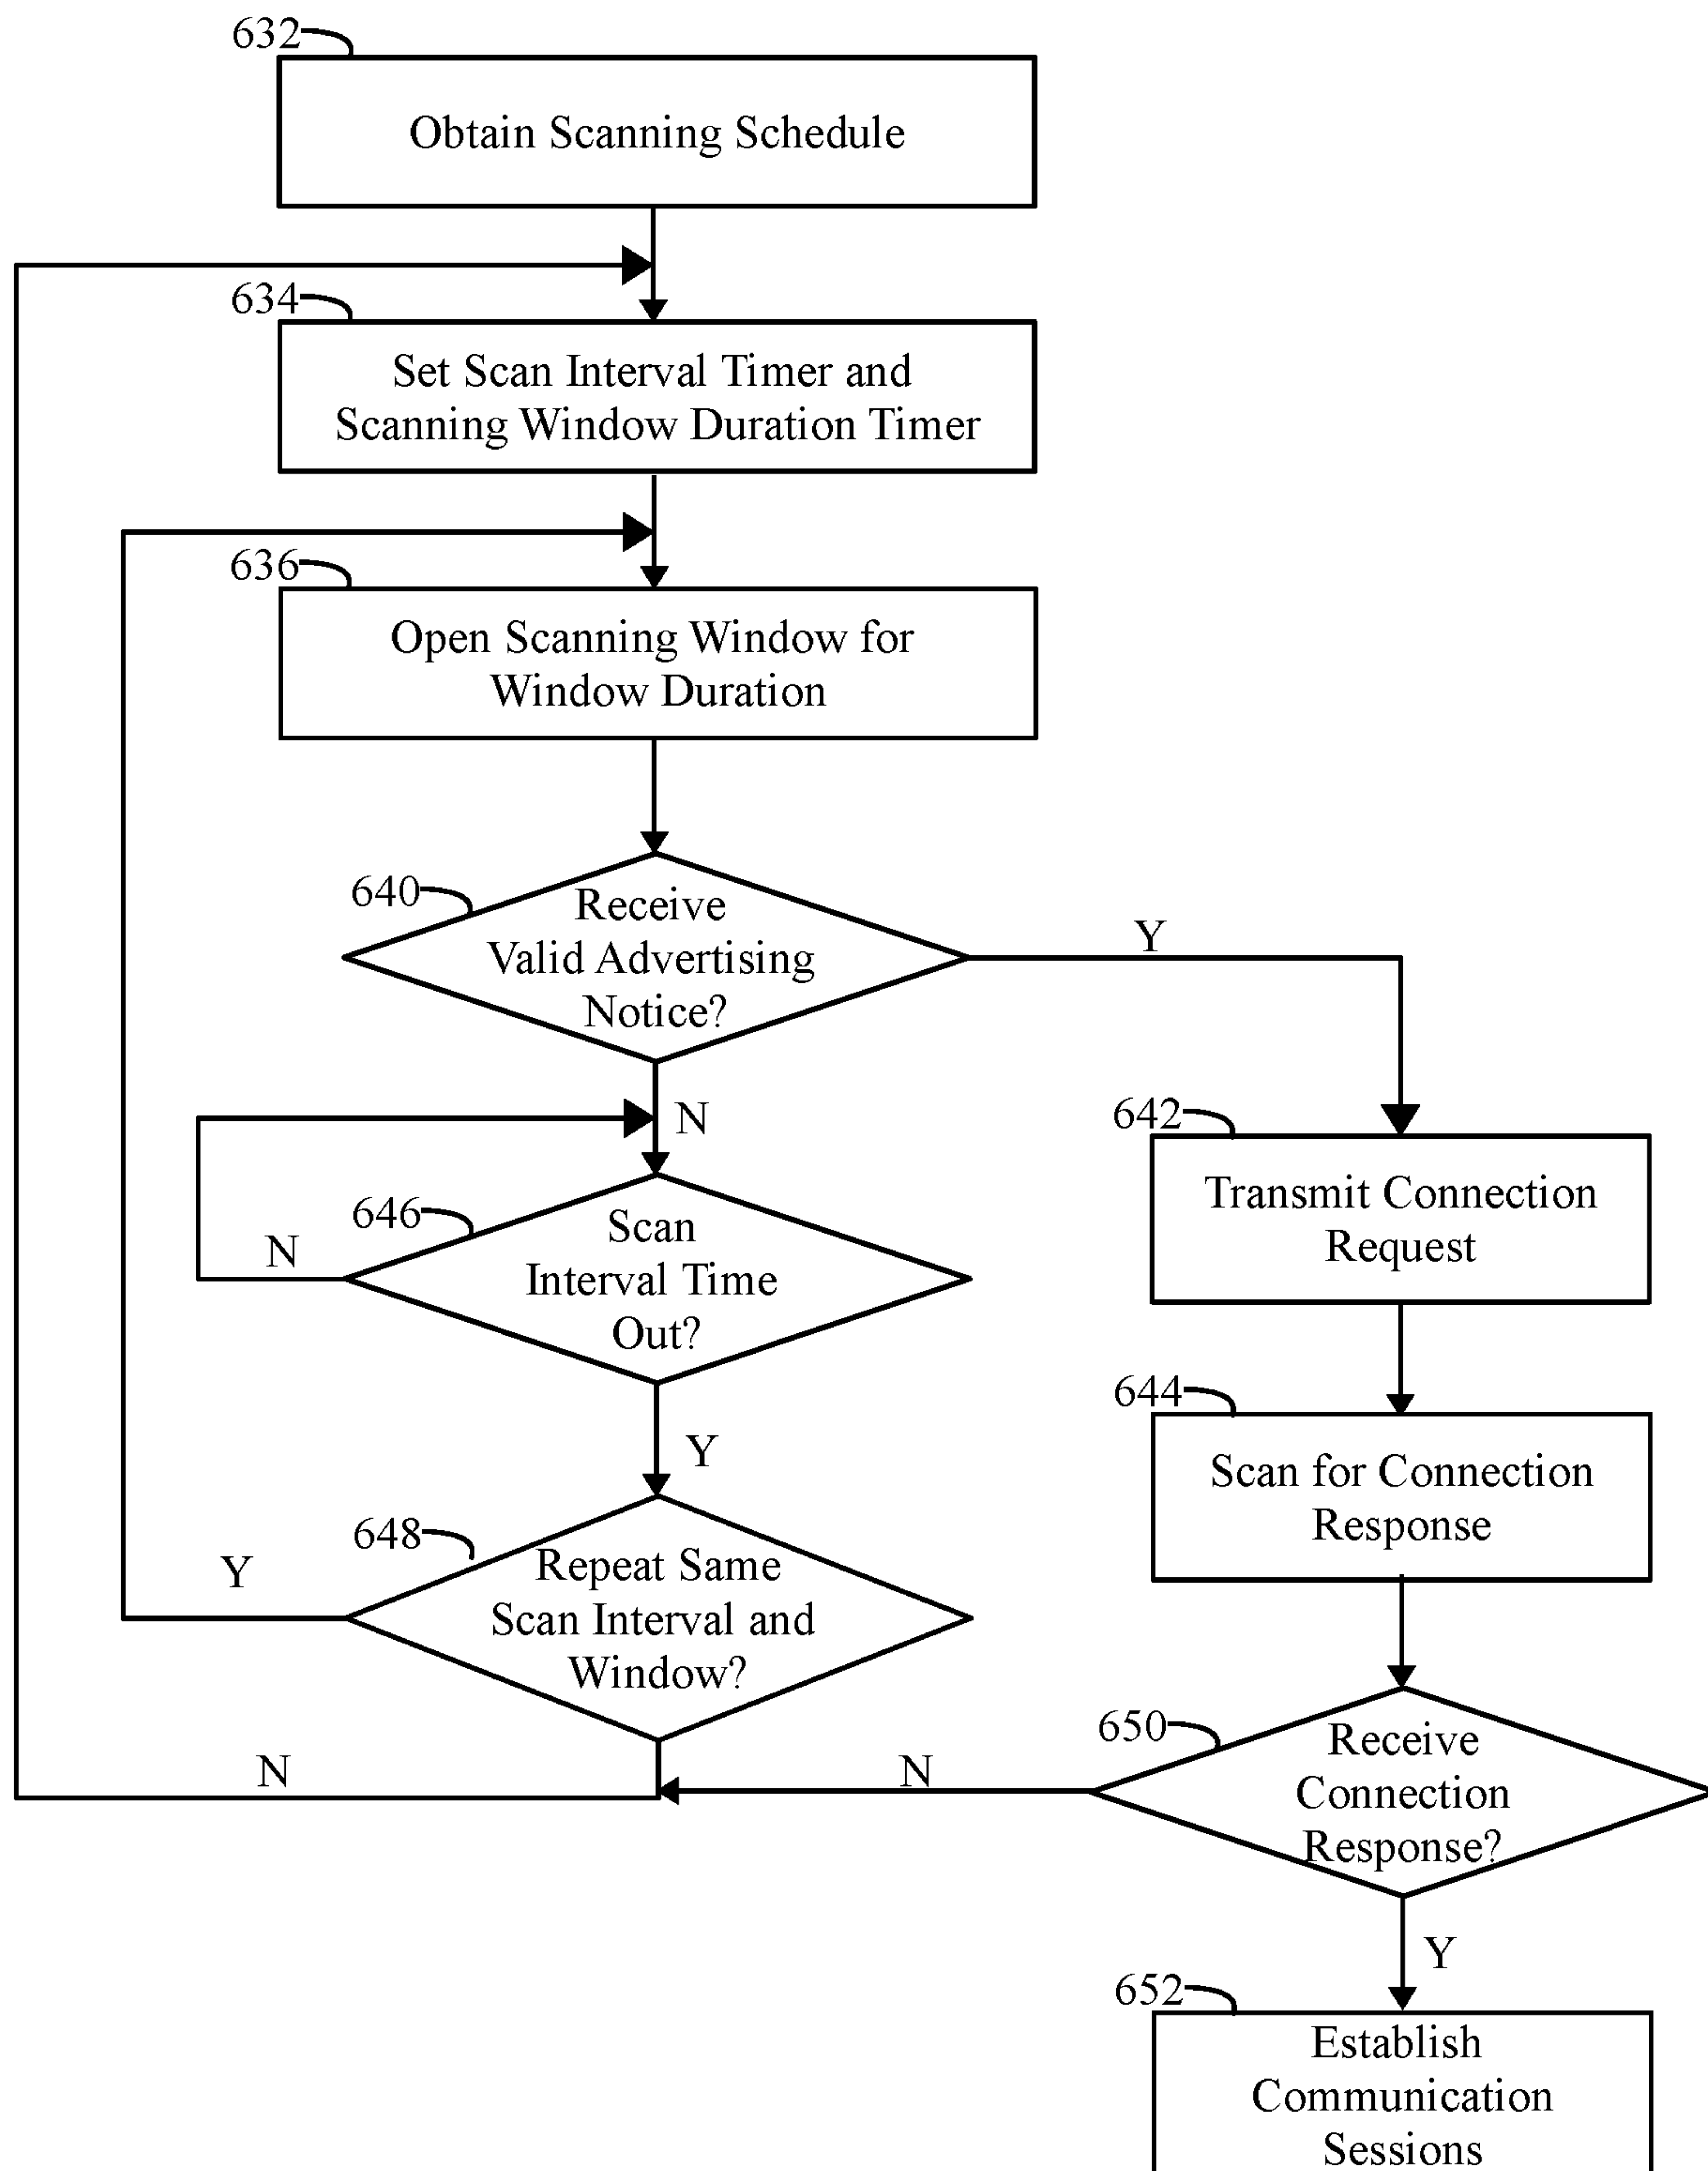 632
Obtain Scanning Schedule
634
Set Scan Interval Timer and
Scanning Window Duration Timer
636
Open Scanning Window for
Window Duration
640
Receive
Valid Advertising
Notice?
Y
N
642
Transmit Connection
Request
646
Scan
Interval Time
Out?
N
Y
644
Scan for Connection
Response
648
Repeat Same
Scan Interval and
Window?
Y
N
650
Receive
Connection
Response?
N
Y
652
Establish
Communication
Sessions